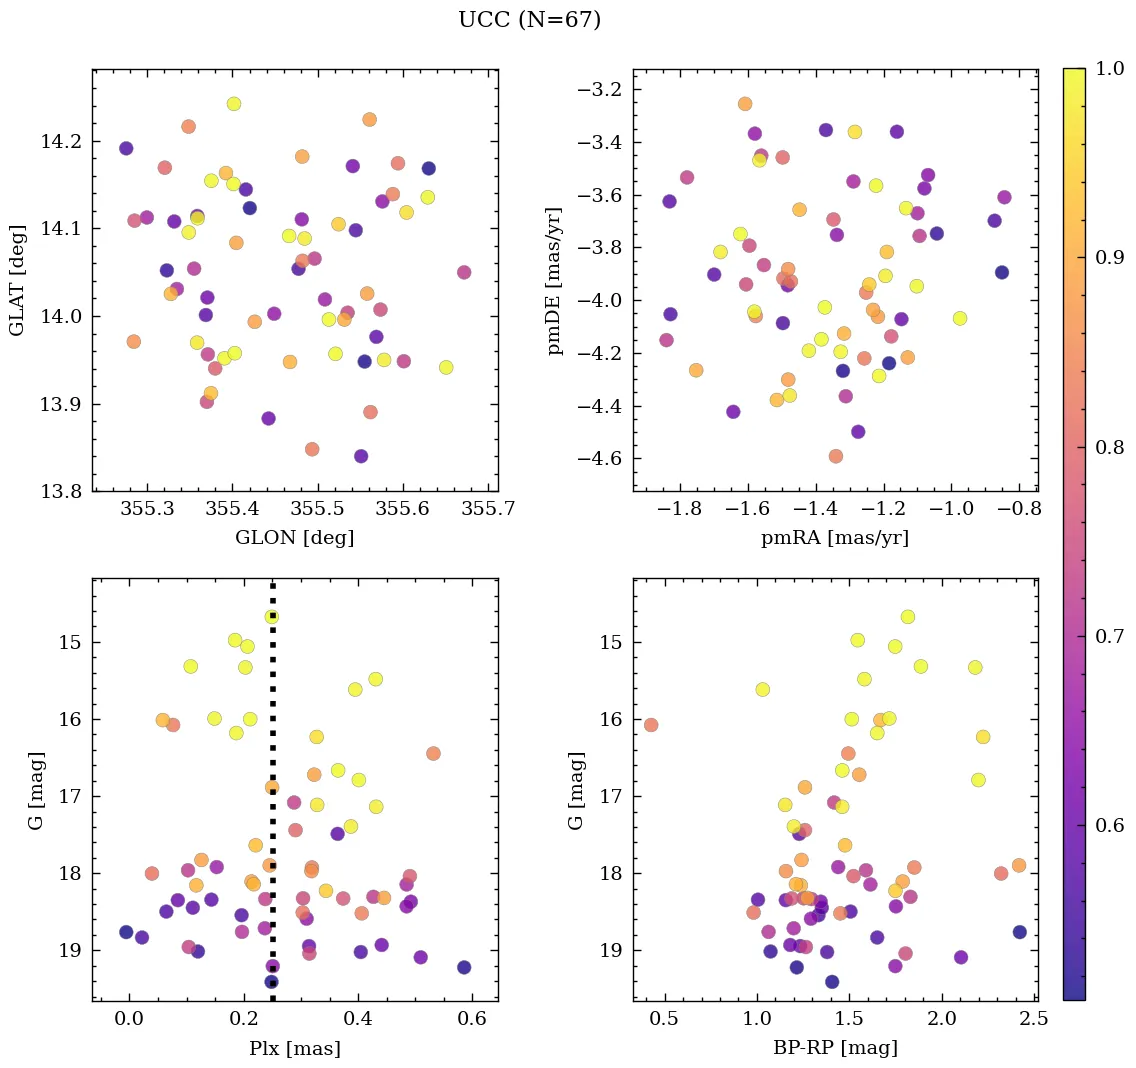 UCC (N=67)
14.2
14.1
14.0
13.9
13.8
GLAT [deg]
355.3 355.4 355.5 355.6 355.7
GLON [deg]
−3.2
−3.4
−3.6
−3.8
−4.0
−4.2
−4.4
−4.6
pmDE [mas/yr]
−1.8 −1.6 −1.4 −1.2 −1.0 −0.8
pmRA [mas/yr]
15
16
17
18
19
G [mag]
0.0 0.2 0.4 0.6
Plx [mas]
15
16
17
18
19
G [mag]
0.5 1.0 1.5 2.0 2.5
BP-RP [mag]
1.0
0.9
0.8
0.7
0.6